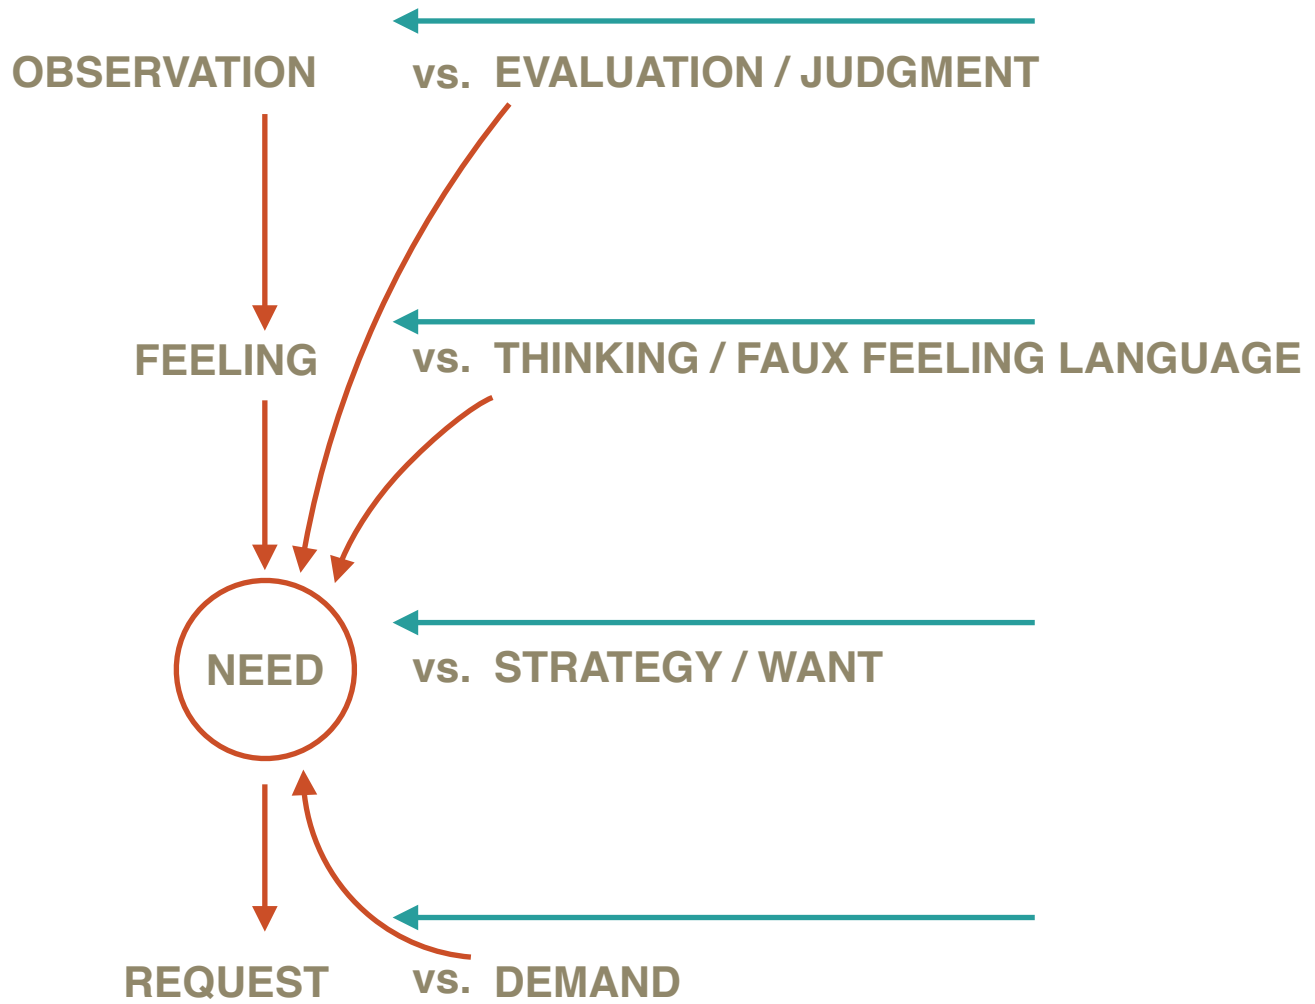 OBSERVATION vs. EVALUATION / JUDGMENT
FEELING vs. THINKING / FAUX FEELING LANGUAGE
NEED vs. STRATEGY / WANT
REQUEST vs. DEMAND